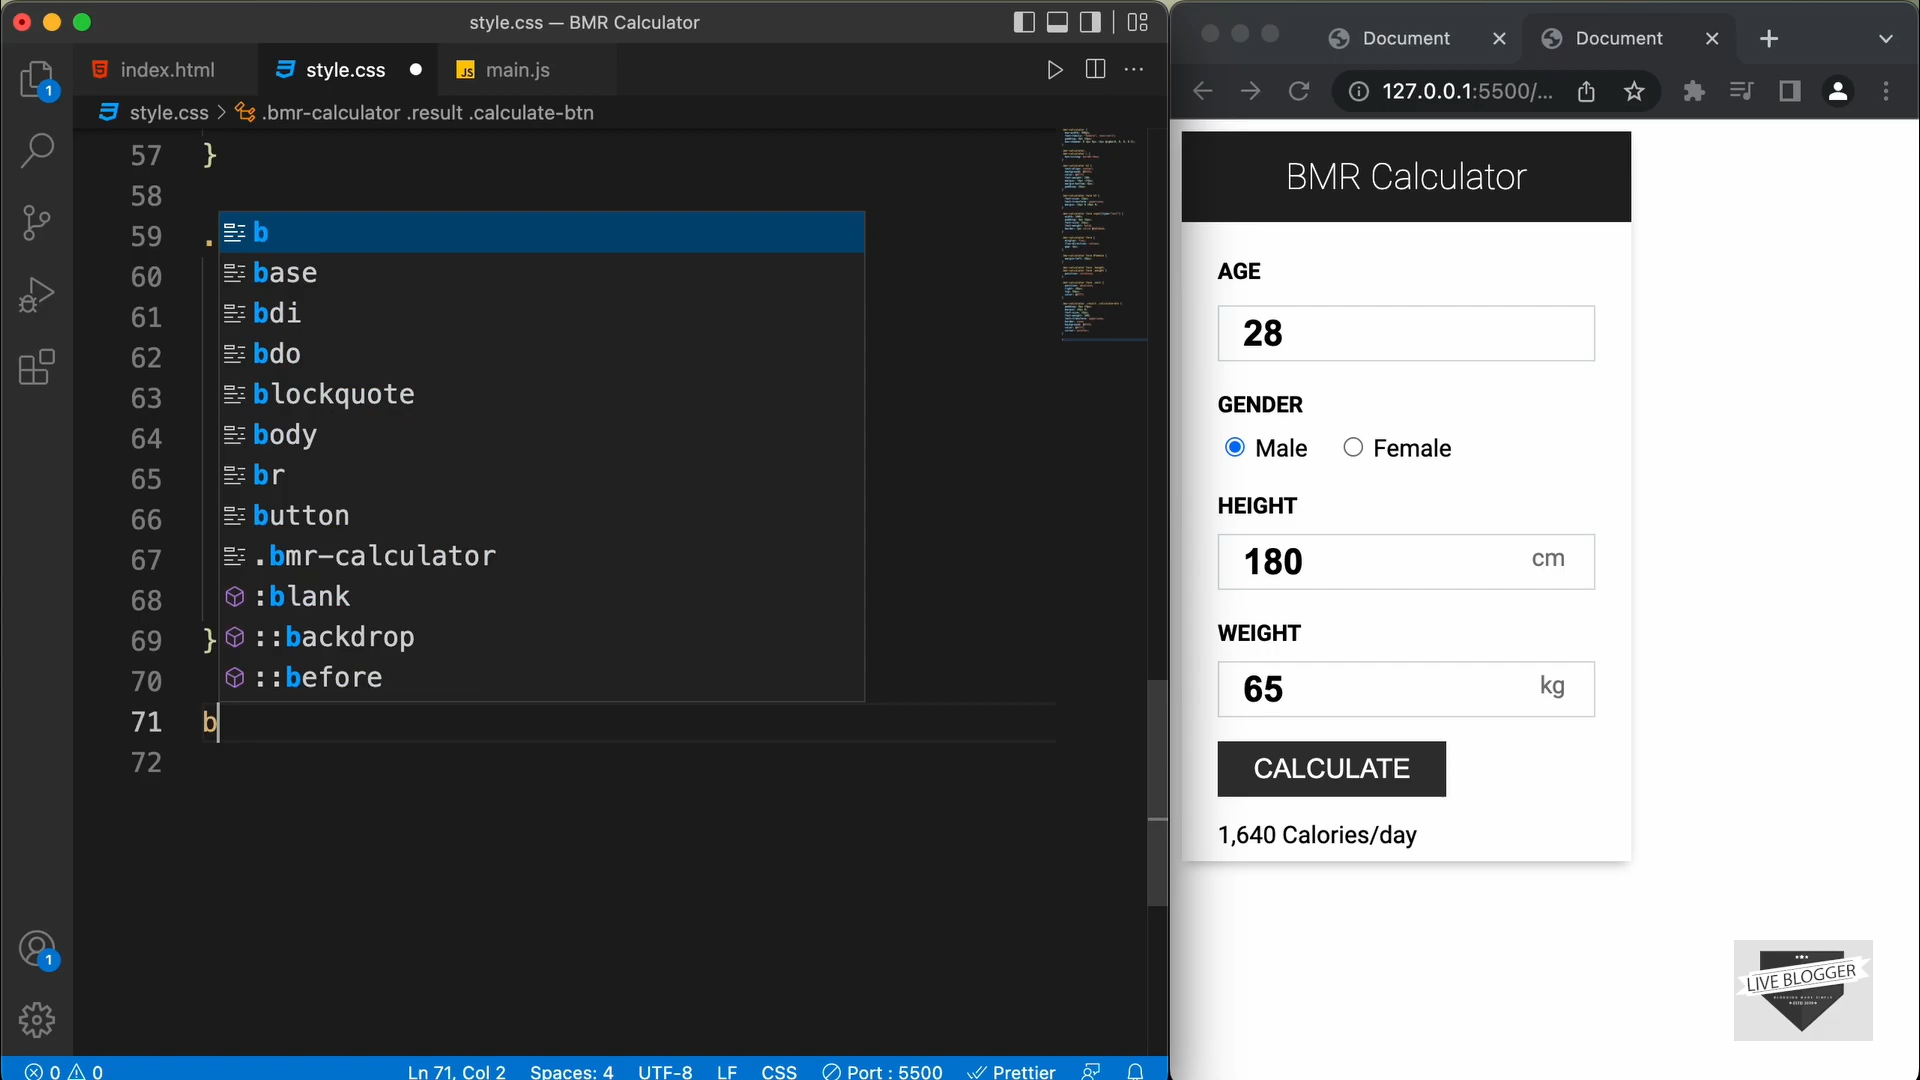 style.css — BMR Calculator
index.html
style.css
main.js
style.css > .bmr-calculator .result .calculate-btn
57 }
58
59 .
60
61
62
63
64
65
66
67
68
69 }
70
71 b
72
b
base
bdi
bdo
blockquote
body
br
button
.bmr-calculator
:blank
::backdrop
::before
1
1
0 0
Ln 71, Col 2
Spaces: 4
UTF-8
LF
CSS
Port : 5500
Prettier
Document
Document
127.0.0.1:5500/...
BMR Calculator
AGE
28
GENDER
Male Female
HEIGHT
180 cm
WEIGHT
65 kg
CALCULATE
1,640 Calories/day
LIVE BLOGGER